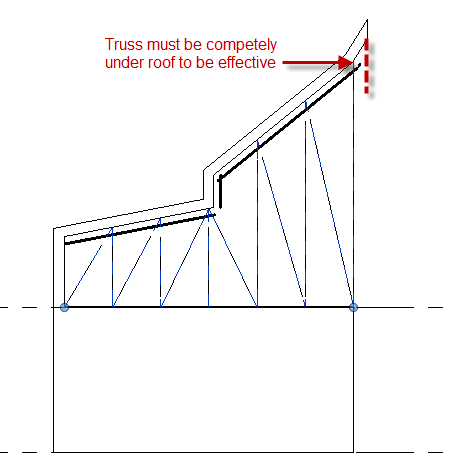 Truss must be competely
under roof to be effective